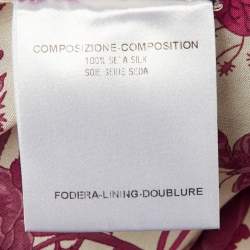 COMPOSIZIONE-COMPOSITION
100% SETA SILK
SOIE SEIDE SEDA
FODERA-LINING-DOUBLURE